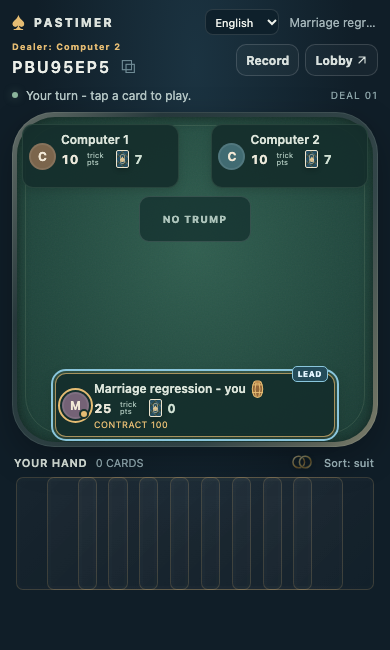 PASTIMER
English
Marriage regr...
Dealer: Computer 2
PBU95EP5
Record
Lobby ↗
Your turn - tap a card to play.
DEAL 01
Computer 1
C
10 trick pts 7
Computer 2
C
10 trick pts 7
NO TRUMP
LEAD
Marriage regression - you
M
25 trick pts 0
CONTRACT 100
YOUR HAND 0 CARDS
Sort: suit